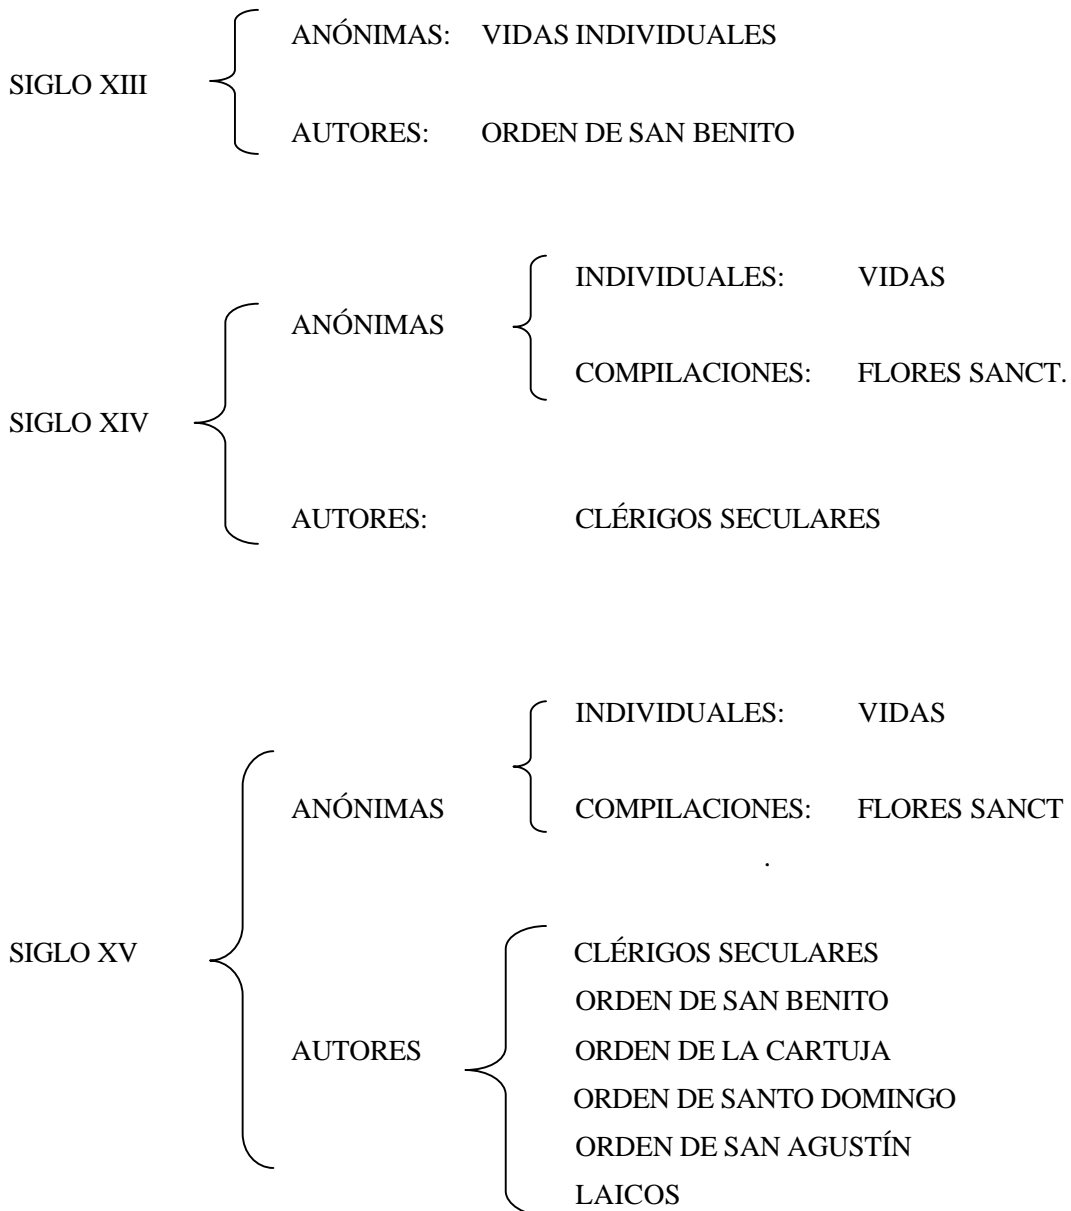 ANÓNIMAS: VIDAS INDIVIDUALES
SIGLO XIII
AUTORES: ORDEN DE SAN BENITO
INDIVIDUALES: VIDAS
ANÓNIMAS
COMPILACIONES: FLORES SANCT.
SIGLO XIV
AUTORES: CLÉRIGOS SECULARES
INDIVIDUALES: VIDAS
ANÓNIMAS
COMPILACIONES: FLORES SANCT
.
SIGLO XV
CLÉRIGOS SECULARES
ORDEN DE SAN BENITO
AUTORES
ORDEN DE LA CARTUJA
ORDEN DE SANTO DOMINGO
ORDEN DE SAN AGUSTÍN
LAICOS